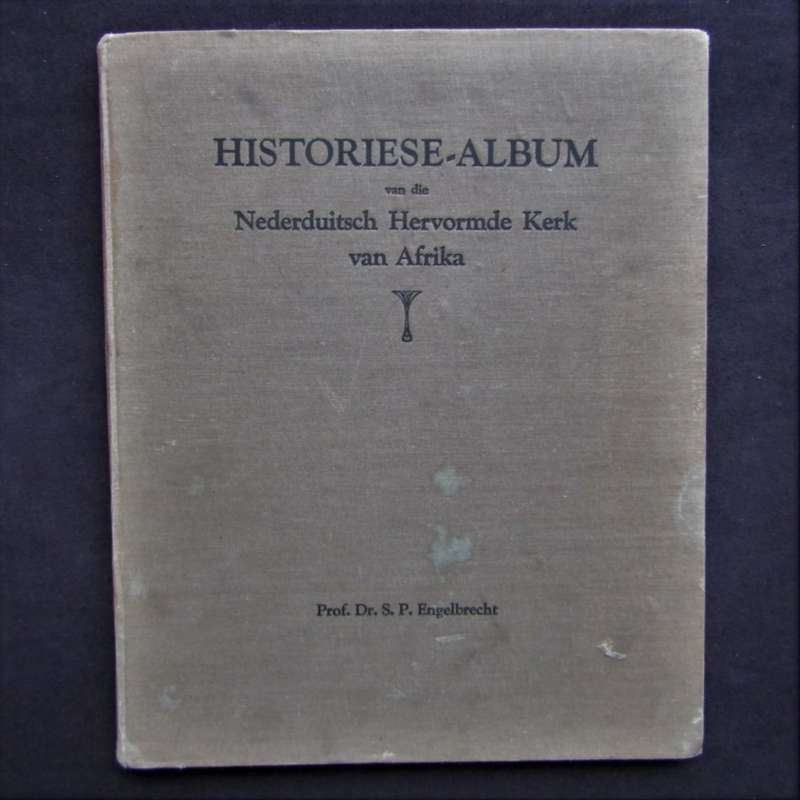 HISTORIESE-ALBUM
van die
Nederduitsch Hervormde Kerk
van Afrika
Prof. Dr. S. P. Engelbrecht